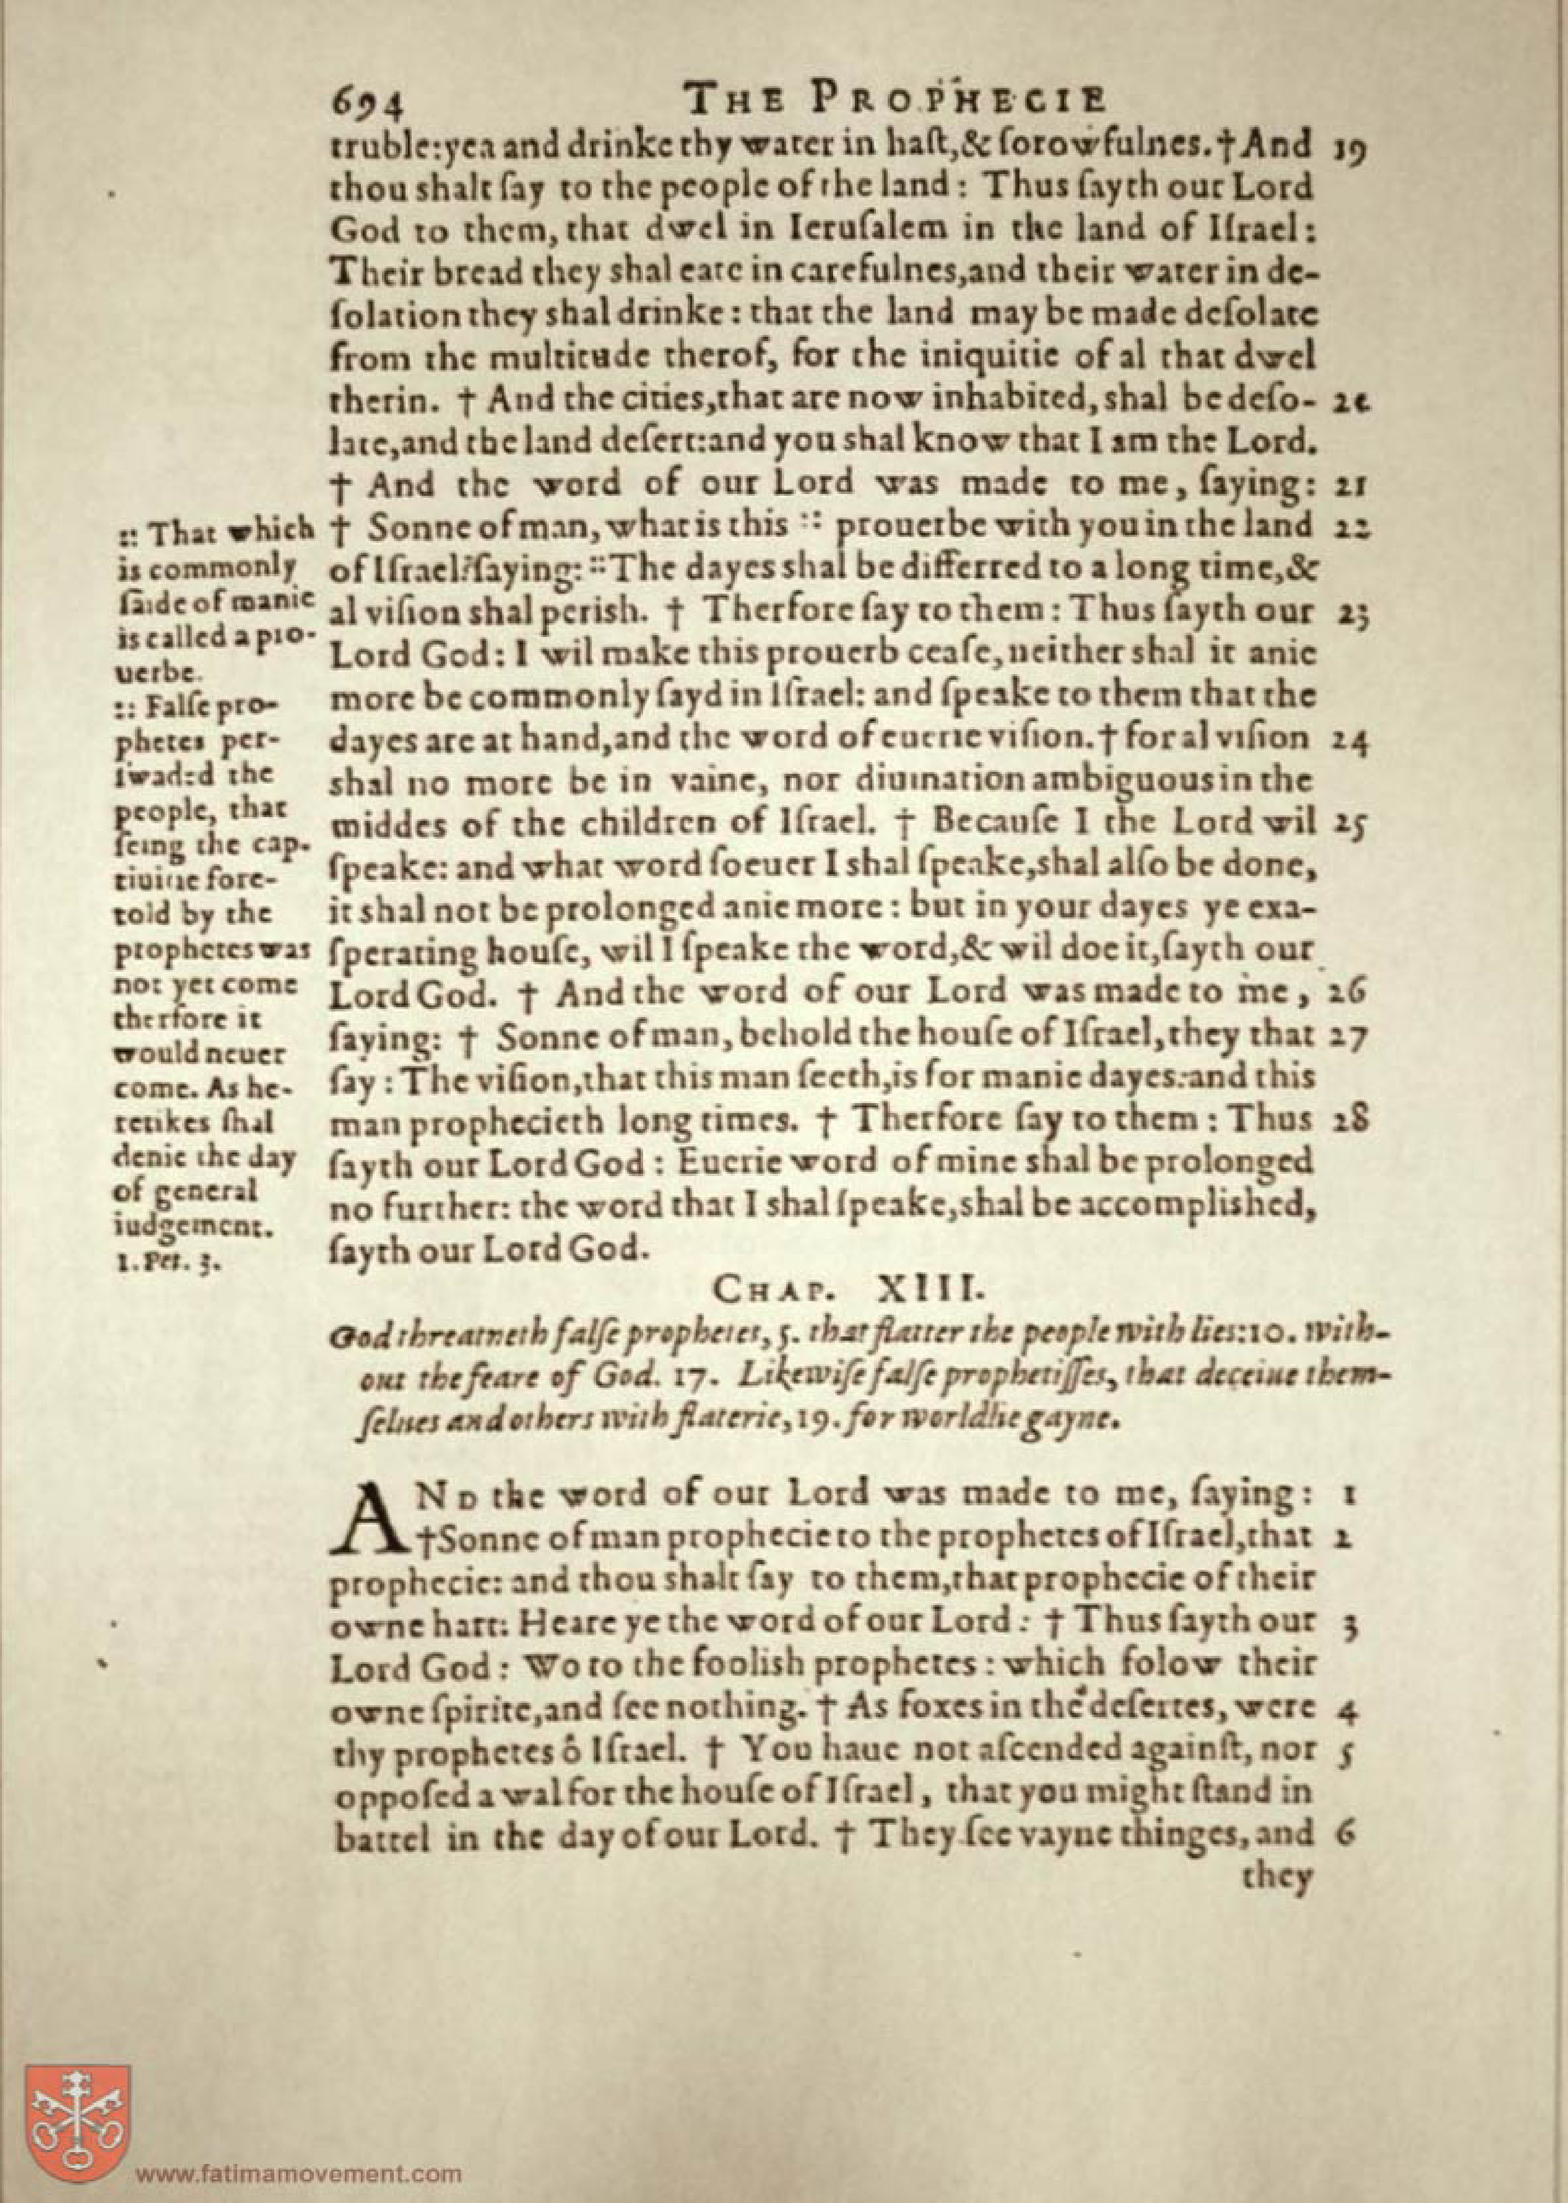 694 THE PROPHECIE
truble: yea and drinke thy water in haſt, & ſorowfulnes. † And 19
thou shalt ſay to the people of the land: Thus ſayth our Lord
God to them, that dwel in Ieruſalem in the land of Iſrael:
Their bread they shal eate in carefulnes, and their water in de-
ſolation they shal drinke: that the land may be made deſolate
from the multitude therof, for the iniquitie of al that dwel
therin. † And the cities, that are now inhabited, shal be deſo- 20
late, and the land deſert: and you shal know that I am the Lord.
† And the word of our Lord was made to me, ſaying: 21
† Sonne of man, what is this :: prouerbe with you in the land 22
of Iſrael? ſaying: :: The dayes shal be differred to a long time, &
al viſion shal perish. † Therfore ſay to them: Thus ſayth our 23
Lord God: I wil make this prouerb ceaſe, neither shal it anie
more be commonly ſayd in Iſrael: and ſpeake to them that the
dayes are at hand, and the word of euerie viſion. † for al viſion 24
shal no more be in vaine, nor diuination ambiguous in the
middes of the children of Iſrael. † Becauſe I the Lord wil 25
ſpeake: and what word ſoeuer I shal ſpeake, shal alſo be done,
it shal not be prolonged anie more: but in your dayes ye exa-
ſperating houſe, wil I ſpeake the word, & wil doe it, ſayth our
Lord God. † And the word of our Lord was made to me, 26
ſaying: † Sonne of man, behold the houſe of Iſrael, they that 27
ſay: The viſion, that this man ſeeth, is for manie dayes: and this
man prophecieth long times. † Therfore ſay to them: Thus 28
ſayth our Lord God: Euerie word of mine shal be prolonged
no further: the word that I shal ſpeake, shal be accomplished,
ſayth our Lord God.
:: That which
is commonly
ſaide of manie
is called a pro-
uerbe.
:: Falſe pro-
phetes per-
ſwaded the
people, that
ſeing the cap-
tiuitie fore-
told by the
prophetes was
not yet come
therfore it
would neuer
come. As he-
retikes ſhal
denie the day
of general
iudgement.
1. Pet. 3.
CHAP. XIII.
God threatneth falſe prophetes, 5. that flatter the people with lies: 10. with-
out the feare of God. 17. Likewiſe falſe prophetiſſes, that deceiue them-
ſelues and others with flaterie, 19. for worldlie gayne.
AND the word of our Lord was made to me, ſaying: 1
† Sonne of man prophecie to the prophetes of Iſrael, that 2
prophecie: and thou shalt ſay to them, that prophecie of their
owne hart: Heare ye the word of our Lord: † Thus ſayth our 3
Lord God: Wo to the foolish prophetes: which folow their
owne ſpirite, and ſee nothing. † As foxes in the deſertes, were 4
thy prophetes ô Iſrael. † You haue not aſcended againſt, nor 5
oppoſed a wal for the houſe of Iſrael, that you might ſtand in
battel in the day of our Lord. † They ſee vayne thinges, and 6
they
www.fatimamovement.com